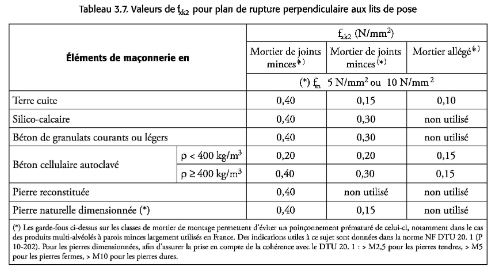 Tableau 3.7. Valeurs de fxk2 pour plan de rupture perpendiculaire aux lits de pose
Éléments de maçonnerie en
fxk2 (N/mm²)
Mortier de joints minces(*) Mortier de joints minces(*) Mortier allégé(*)
(*) fm 5 N/mm² ou 10 N/mm²
Terre cuite 0,40 0,15 0,10
Silico-calcaire 0,40 0,30 non utilisé
Béton de granulats courants ou légers 0,40 0,30 non utilisé
Béton cellulaire autoclavé ρ < 400 kg/m³ 0,20 0,20 0,15
ρ ≥ 400 kg/m³ 0,40 0,30 0,15
Pierre reconstituée 0,40 non utilisé non utilisé
Pierre naturelle dimensionnée (*) 0,40 0,15 non utilisé
(*) Les garde-fous ci-dessus sur les classes de mortier de montage permettent d'éviter un poinçonnement prématuré de celui-ci, notamment dans le cas
des produits multi-alvéolés à parois minces largement utilisés en France. Des indications utiles à ce sujet sont données dans la norme NF DTU 20. 1 (P
10-202). Pour les pierres dimensionnées, afin d'assurer la prise en compte de la cohérence avec le DTU 20. 1 : > M2,5 pour les pierres tendres, > M5
pour les pierres fermes, > M10 pour les pierres dures.